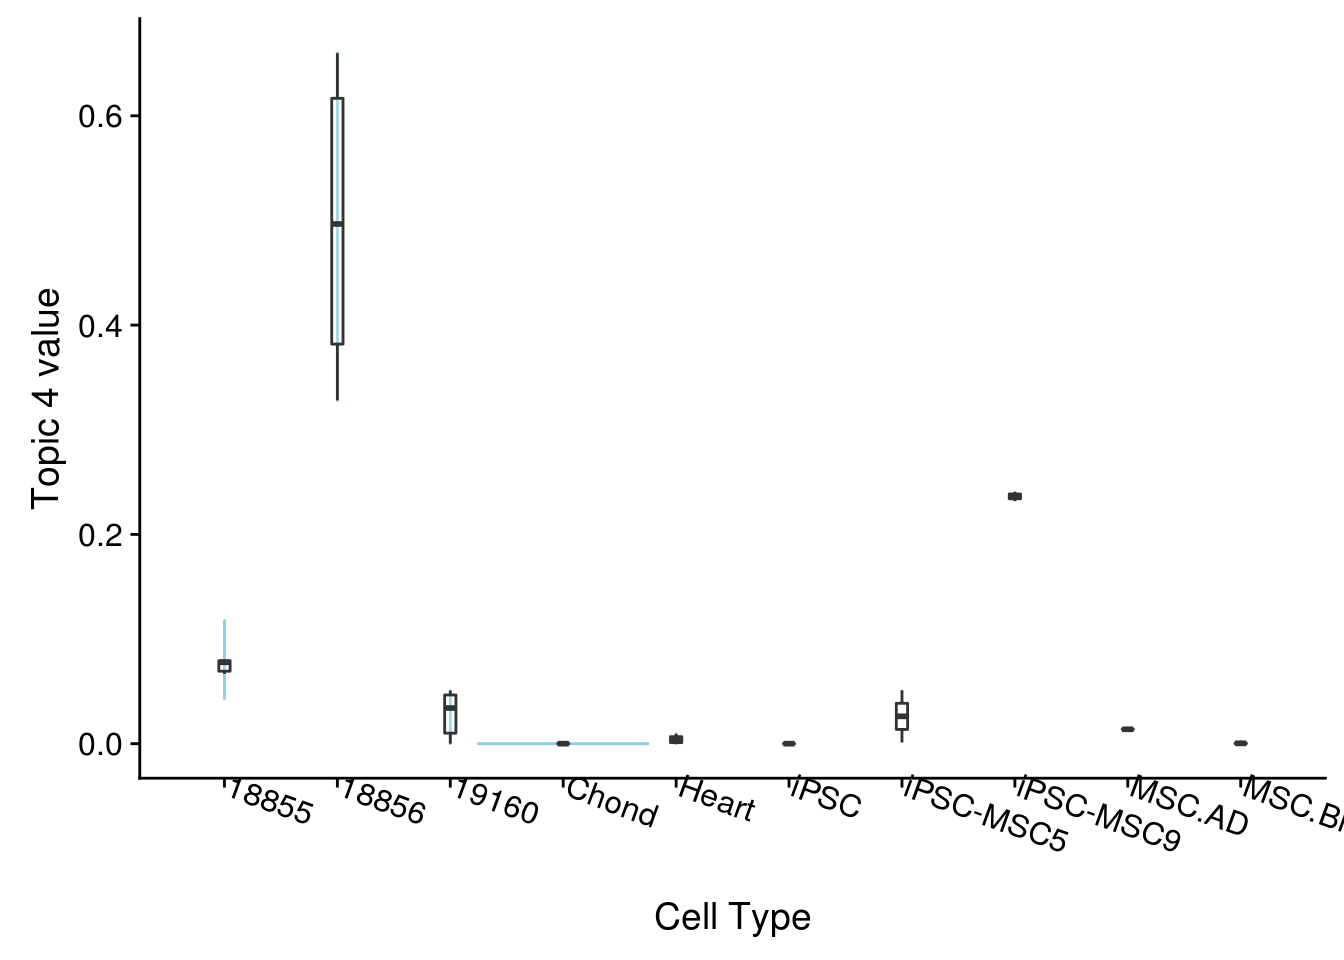 Topic 4 value
0.6
0.4
0.2
0.0
18855
18856
19160
Chond
Heart
iPSC
iPSC-MSC5
iPSC-MSC9
MSC.AD
Cell Type